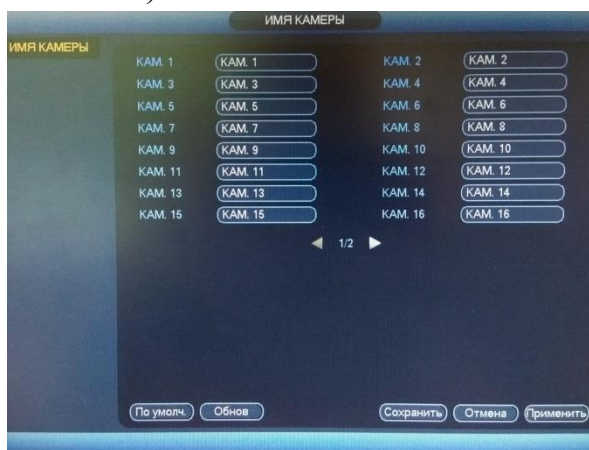 ИМЯ КАМЕРЫ
ИМЯ КАМЕРЫ
КАМ. 1 КАМ. 1 КАМ. 2 КАМ. 2
КАМ. 3 КАМ. 3 КАМ. 4 КАМ. 4
КАМ. 5 КАМ. 5 КАМ. 6 КАМ. 6
КАМ. 7 КАМ. 7 КАМ. 8 КАМ. 8
КАМ. 9 КАМ. 9 КАМ. 10 КАМ. 10
КАМ. 11 КАМ. 11 КАМ. 12 КАМ. 12
КАМ. 13 КАМ. 13 КАМ. 14 КАМ. 14
КАМ. 15 КАМ. 15 КАМ. 16 КАМ. 16
1/2
По умолч. Обнов Сохранить Отмена Применить